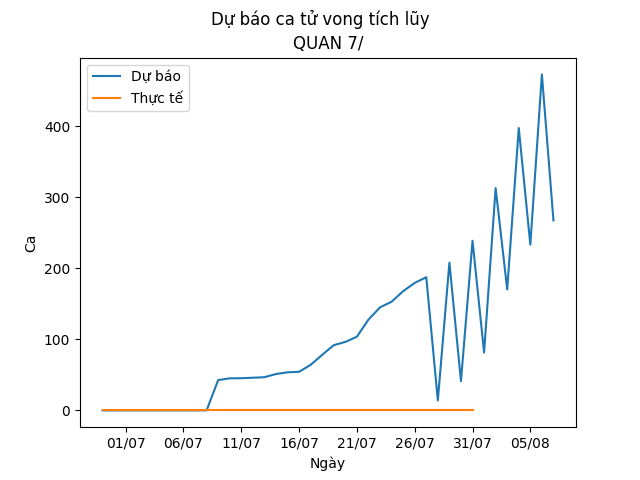 Dự báo ca tử vong tích lũy
QUAN 7/
Dự báo
Thực tế
Ca
400
300
200
100
0
01/07 06/07 11/07 16/07 21/07 26/07 31/07 05/08
Ngày